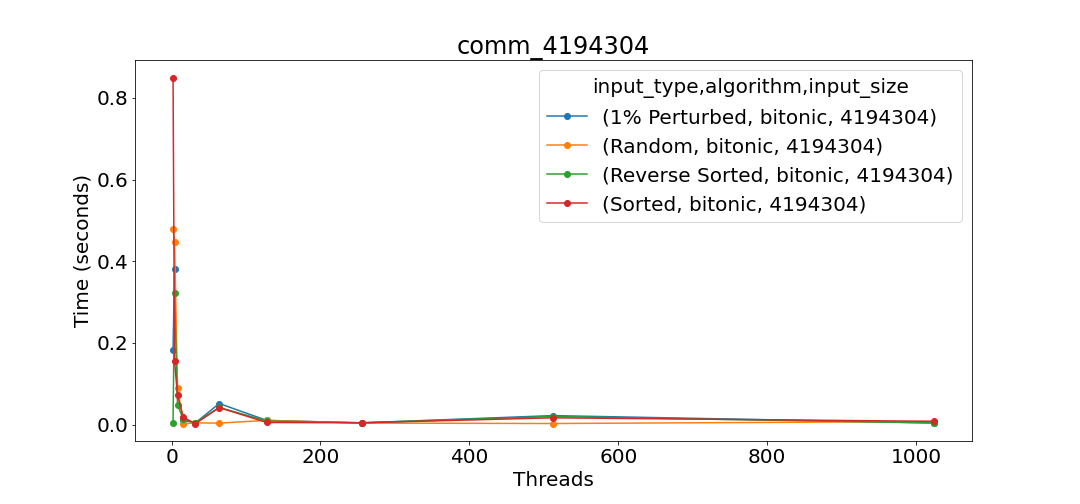 comm_4194304
input_type,algorithm,input_size
(1% Perturbed, bitonic, 4194304)
(Random, bitonic, 4194304)
(Reverse Sorted, bitonic, 4194304)
(Sorted, bitonic, 4194304)
Time (seconds)
0.8
0.6
0.4
0.2
0.0
0 200 400 600 800 1000
Threads